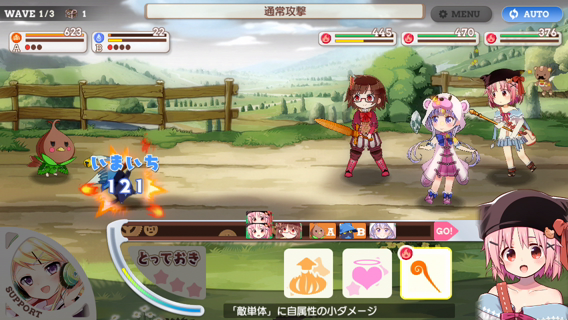 WAVE 1/3 1
通常攻撃
MENU
AUTO
623
A
22
B
445
470
376
いまいち
121
A B
GO!
とっておき
SUPPORT
「敵単体」に自属性の小ダメージ